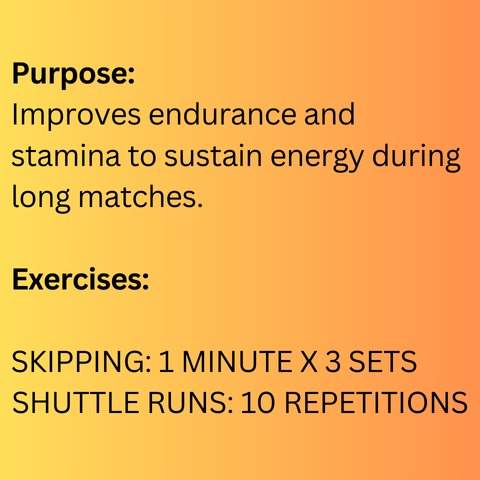 Purpose:
Improves endurance and
stamina to sustain energy during
long matches.
Exercises:
SKIPPING: 1 MINUTE X 3 SETS
SHUTTLE RUNS: 10 REPETITIONS